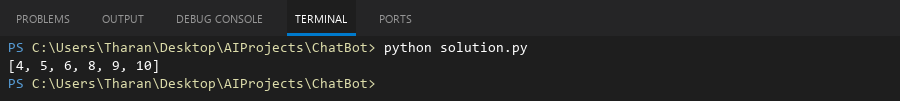 PROBLEMS OUTPUT DEBUG CONSOLE TERMINAL PORTS
PS C:\Users\Tharan\Desktop\AIProjects\ChatBot> python solution.py
[4, 5, 6, 8, 9, 10]
PS C:\Users\Tharan\Desktop\AIProjects\ChatBot>